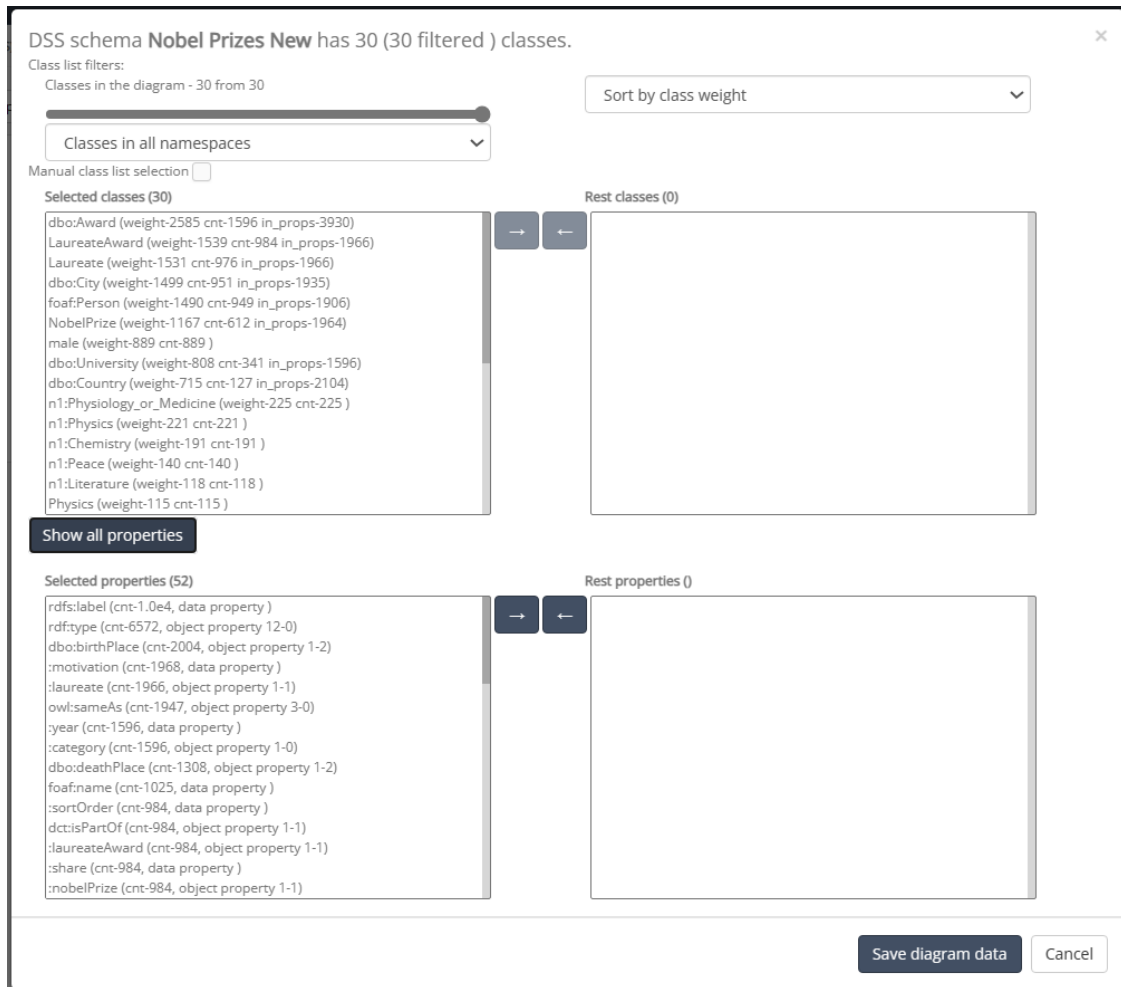 DSS schema Nobel Prizes New has 30 (30 filtered ) classes.
×
Class list filters:
Classes in the diagram - 30 from 30
Sort by class weight
Classes in all namespaces
Manual class list selection
Selected classes (30)
Rest classes (0)
dbo:Award (weight-2585 cnt-1596 in_props-3930)
LaureateAward (weight-1539 cnt-984 in_props-1966)
Laureate (weight-1531 cnt-976 in_props-1966)
dbo:City (weight-1499 cnt-951 in_props-1935)
foaf:Person (weight-1490 cnt-949 in_props-1906)
NobelPrize (weight-1167 cnt-612 in_props-1964)
male (weight-889 cnt-889 )
dbo:University (weight-808 cnt-341 in_props-1596)
dbo:Country (weight-715 cnt-127 in_props-2104)
n1:Physiology_or_Medicine (weight-225 cnt-225 )
n1:Physics (weight-221 cnt-221 )
n1:Chemistry (weight-191 cnt-191 )
n1:Peace (weight-140 cnt-140 )
n1:Literature (weight-118 cnt-118 )
Physics (weight-115 cnt-115 )
→ ←
Show all properties
Selected properties (52)
Rest properties ()
rdfs:label (cnt-1.0e4, data property )
rdf:type (cnt-6572, object property 12-0)
dbo:birthPlace (cnt-2004, object property 1-2)
:motivation (cnt-1968, data property )
:laureate (cnt-1966, object property 1-1)
owl:sameAs (cnt-1947, object property 3-0)
:year (cnt-1596, data property )
:category (cnt-1596, object property 1-0)
dbo:deathPlace (cnt-1308, object property 1-2)
foaf:name (cnt-1025, data property )
:sortOrder (cnt-984, data property )
dct:isPartOf (cnt-984, object property 1-1)
:laureateAward (cnt-984, object property 1-1)
:share (cnt-984, data property )
:nobelPrize (cnt-984, object property 1-1)
→ ←
Save diagram data
Cancel